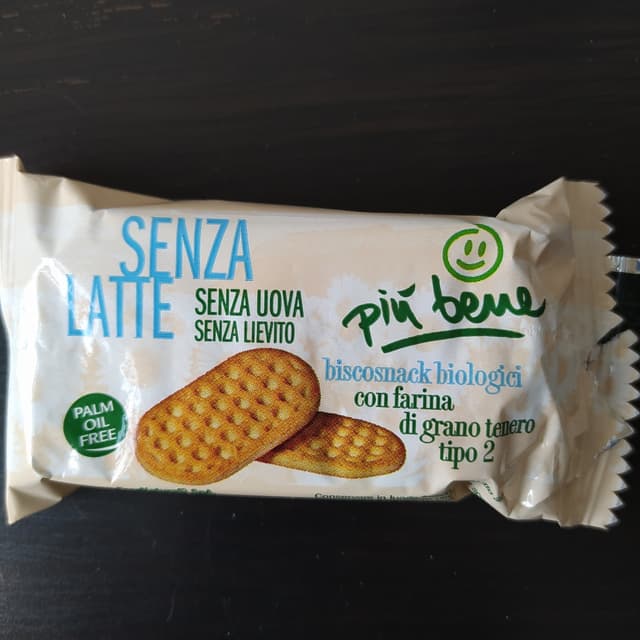 SENZA
LATTE
SENZA UOVA
SENZA LIEVITO
più bene
biscosnack biologici
con farina
di grano tenero
tipo 2
PALM
OIL
FREE